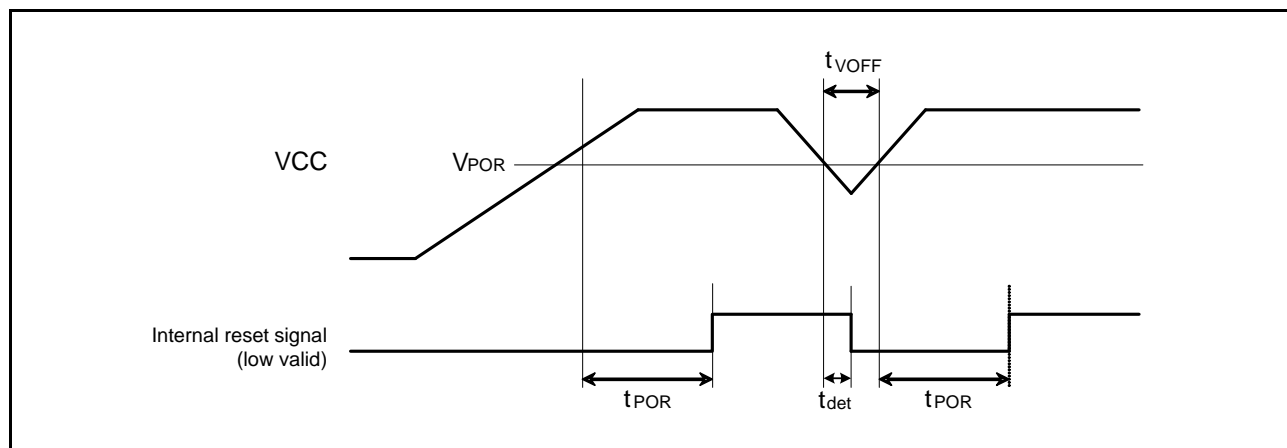 tVOFF
VCC
VPOR
Internal reset signal
(low valid)
tPOR
tdet
tPOR